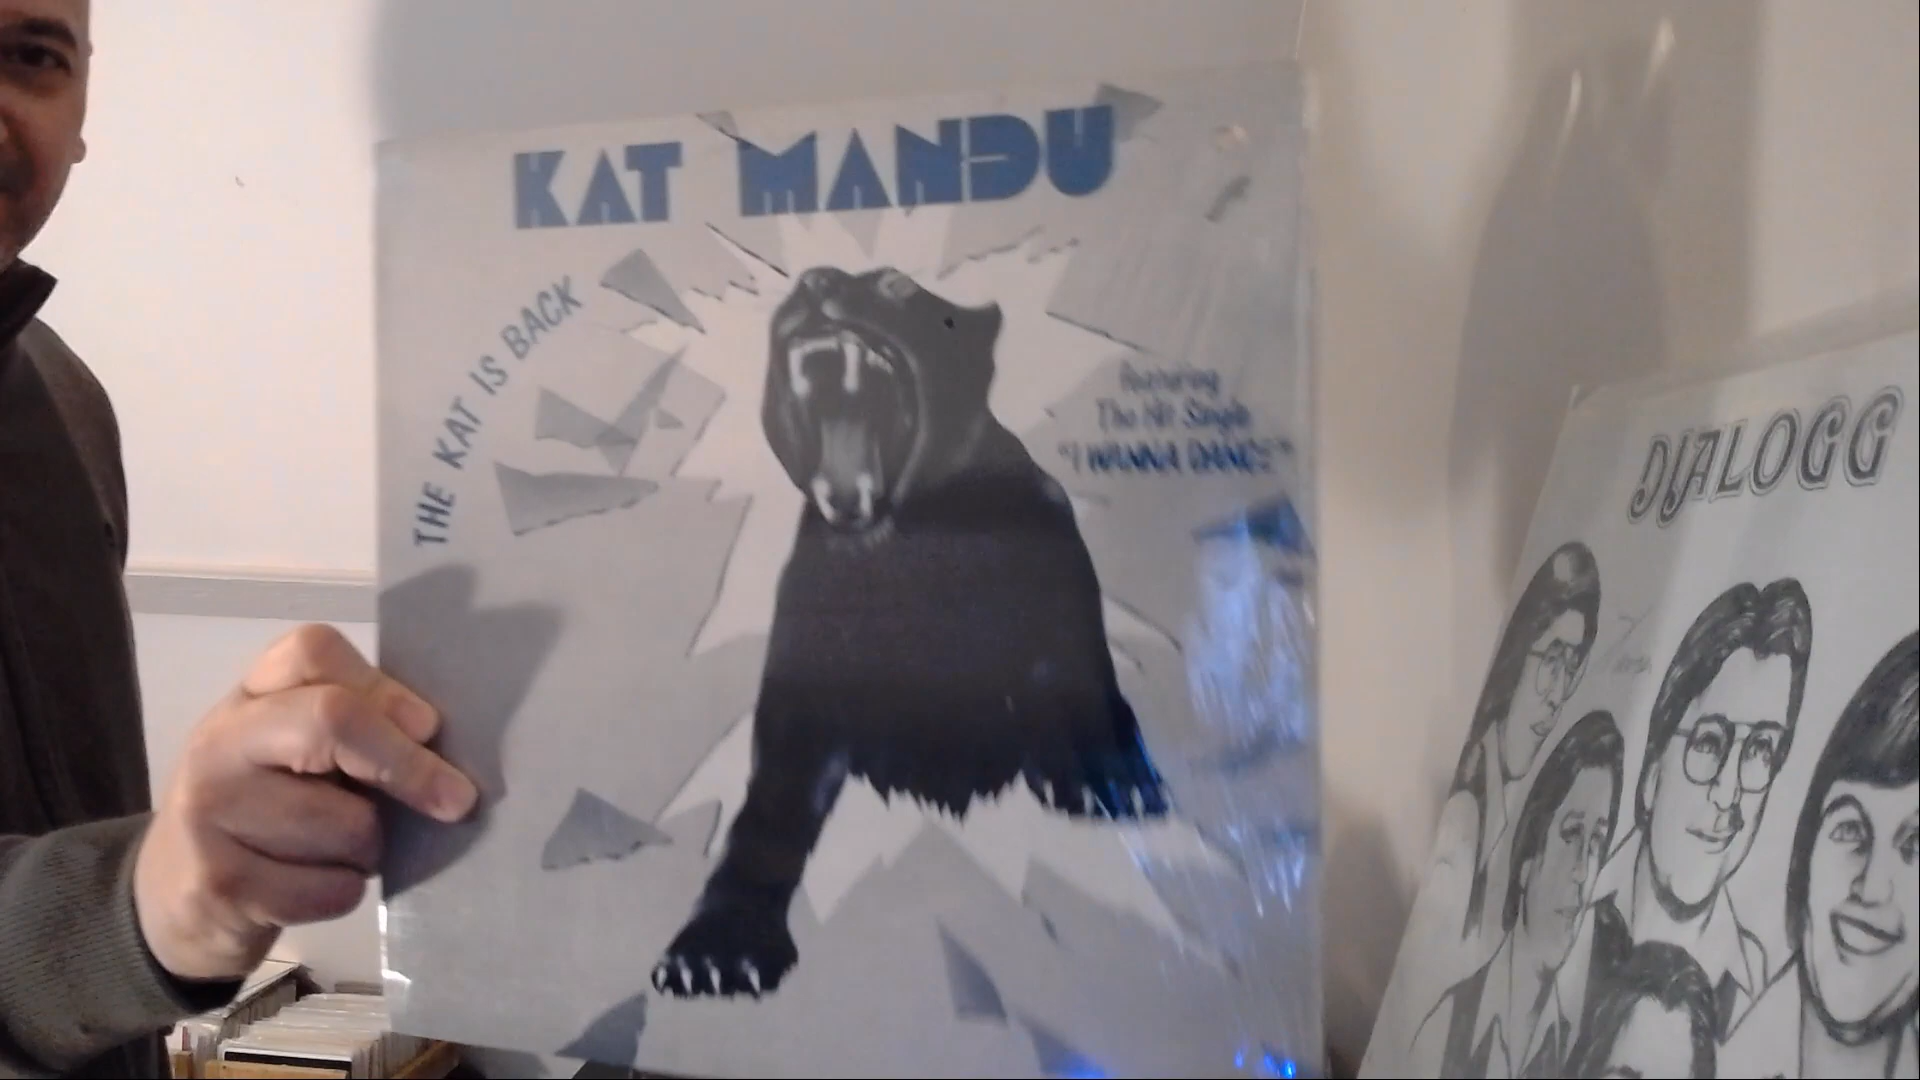 KAT MANDU
THE KAT IS BACK
Featuring
The Hit Single
"I WANNA DANCE"
DIALOGG